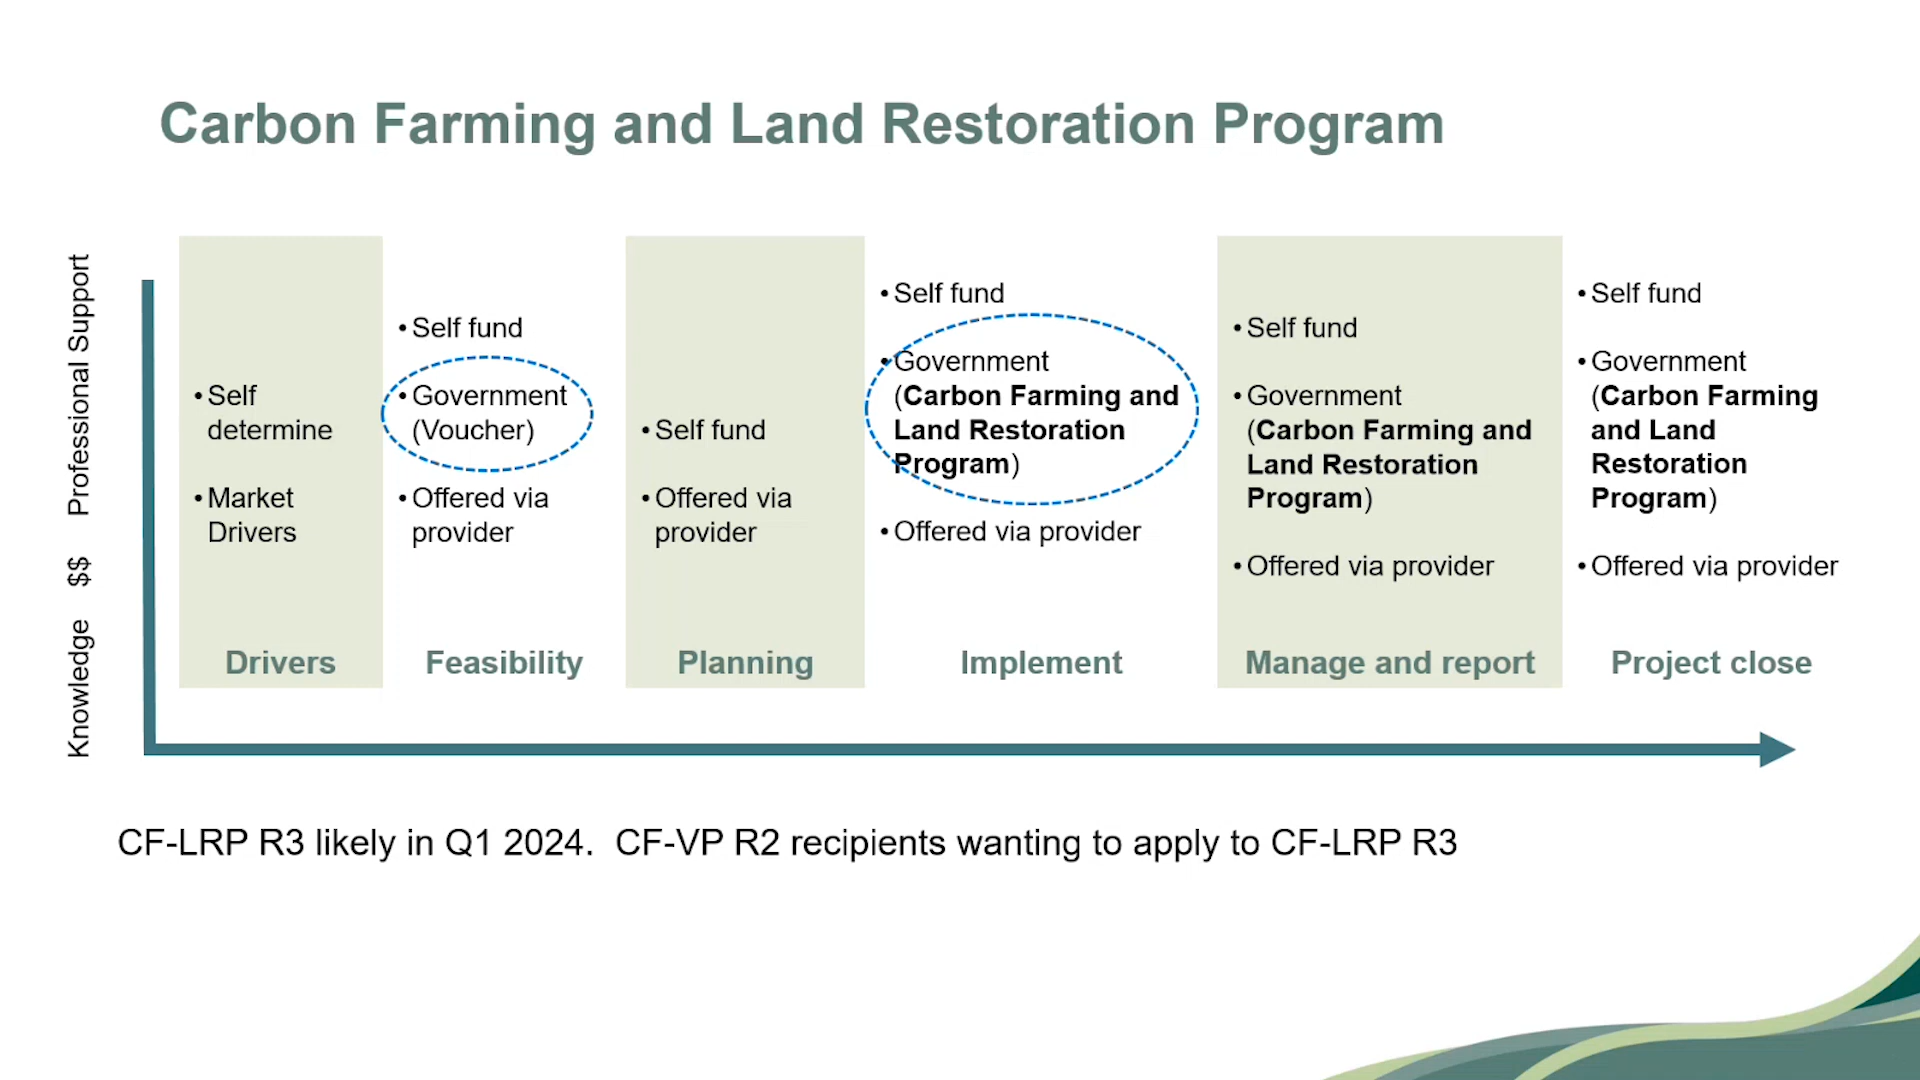 Carbon Farming and Land Restoration Program
Knowledge $$ Professional Support
• Self
determine
• Market
Drivers
Drivers
• Self fund
• Government
(Voucher)
• Offered via
provider
Feasibility
• Self fund
• Offered via
provider
Planning
• Self fund
• Government
(Carbon Farming and
Land Restoration
Program)
• Offered via provider
Implement
• Self fund
• Government
(Carbon Farming and
Land Restoration
Program)
• Offered via provider
Manage and report
• Self fund
• Government
(Carbon Farming
and Land
Restoration
Program)
• Offered via provider
Project close
CF-LRP R3 likely in Q1 2024.  CF-VP R2 recipients wanting to apply to CF-LRP R3